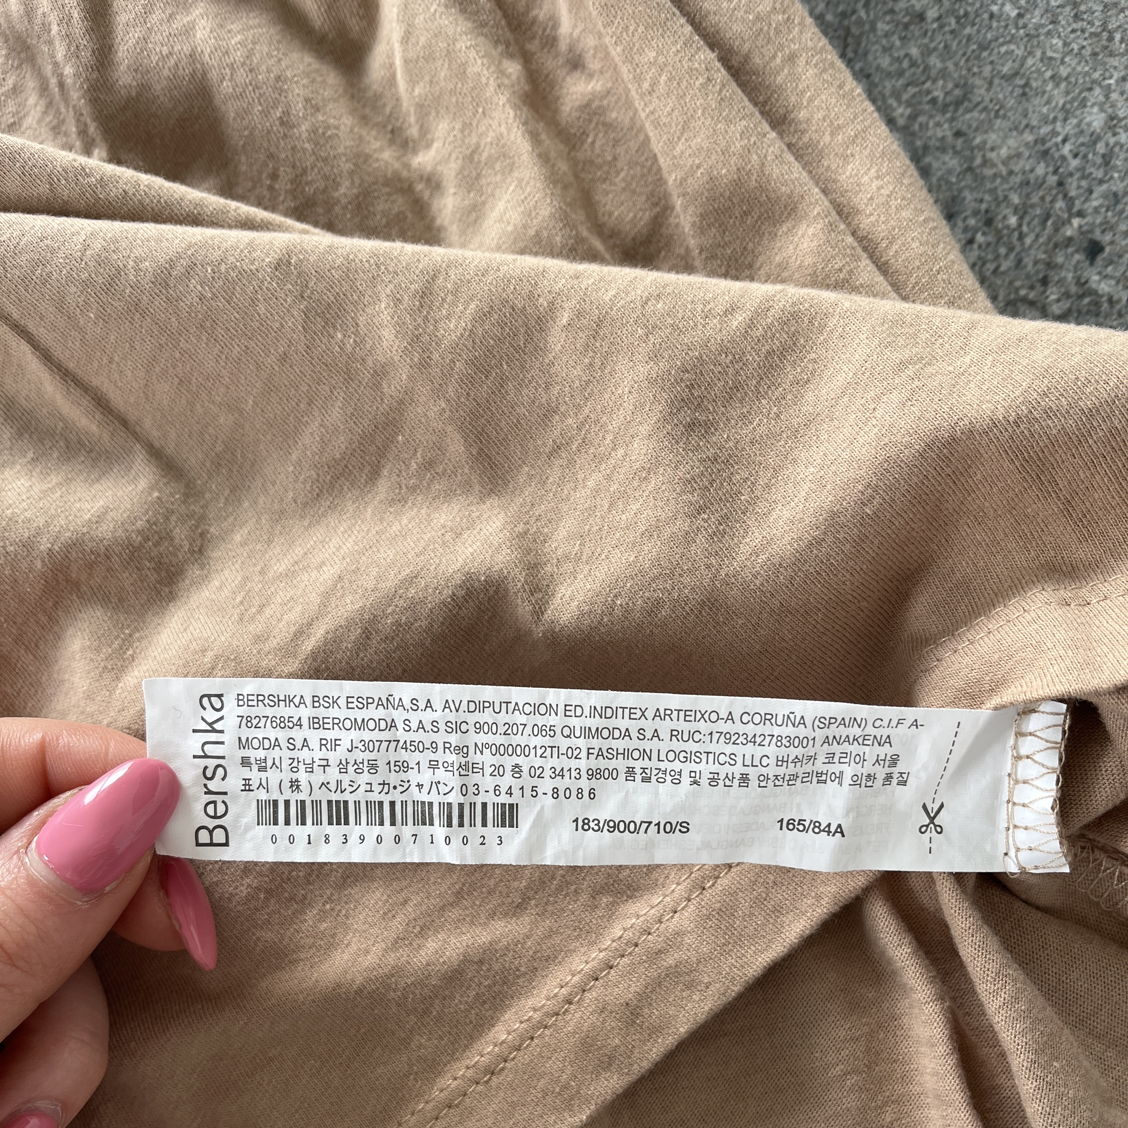 Bershka
BERSHKA BSK ESPAÑA,S.A. AV.DIPUTACION ED.INDITEX ARTEIXO-A CORUÑA (SPAIN) C.I.F A-
78276854 IBEROMODA S.A.S SIC 900.207.065 QUIMODA S.A. RUC:1792342783001 ANAKENA
MODA S.A. RIF J-30777450-9 Reg Nº0000012TI-02 FASHION LOGISTICS LLC 버쉬카 코리아 서울
특별시 강남구 삼성동 159-1 무역센터 20 층 02 3413 9800 품질경영 및 공산품 안전관리법에 의한 품질
표시 (株) ベルシュカ・ジャパン 03-6415-8086
00183900710023
183/900/710/S
165/84A